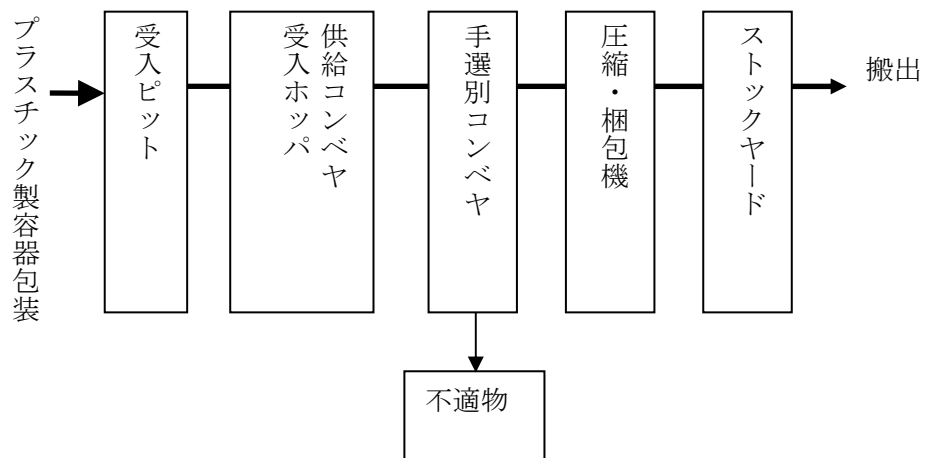 プラスチック製容器包装
受入ピット
供給コンベヤ
受入ホッパ
手選別コンベヤ
圧縮・梱包機
ストックヤード
搬出
不適物